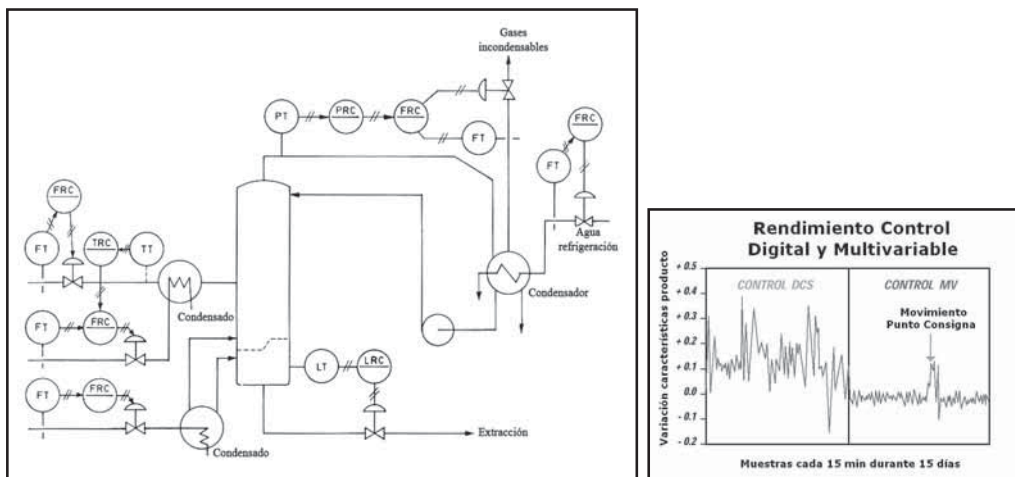 Gases
incondensables
PT
PRC
FRC
FT
FRC
FT
FRC
FT
TRC
TT
Agua
refrigeración
Condensador
Condensado
FT
FRC
FT
FRC
LT
LRC
Condensado
Extracción
Rendimiento Control
Digital y Multivariable
Variación características producto
+ 0.5
+ 0.4
+ 0.3
+ 0.2
+ 0.1
0.0
- 0.1
- 0.2
CONTROL DCS
CONTROL MV
Movimiento
Punto Consigna
Muestras cada 15 min durante 15 días